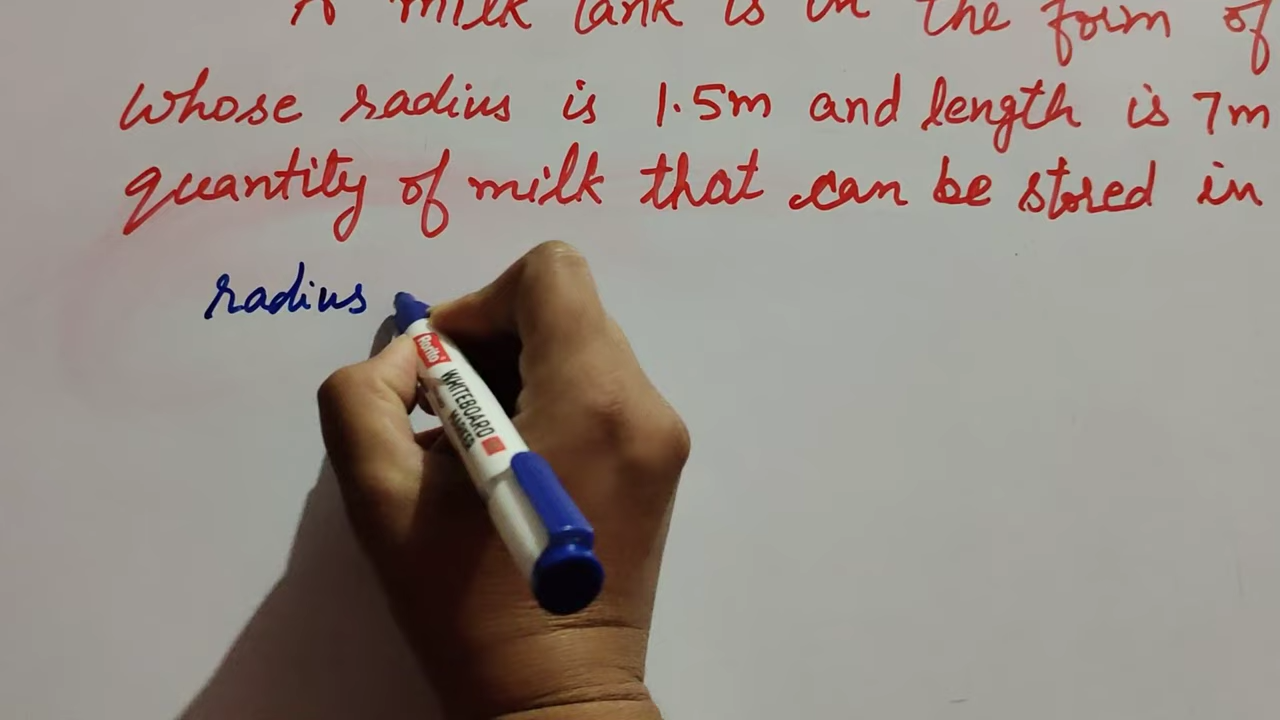 A milk tank is in the form of
whose radius is 1.5m and length is 7m
quantity of milk that can be stored in
radius
Rorito
WHITEBOARD
MARKER